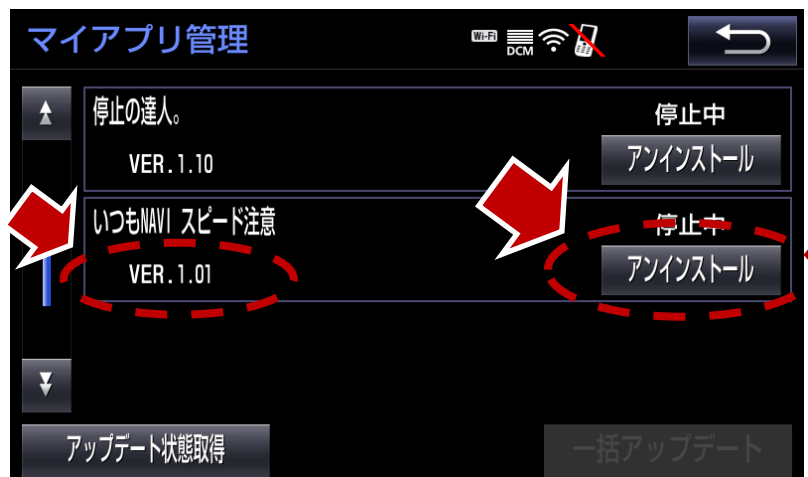 マイアプリ管理
Wi-Fi DCM
停止の達人。
停止中
VER.1.10
アンインストール
いつもNAVI スピード注意
停止中
VER.1.01
アンインストール
アップデート状態取得
一括アップデート